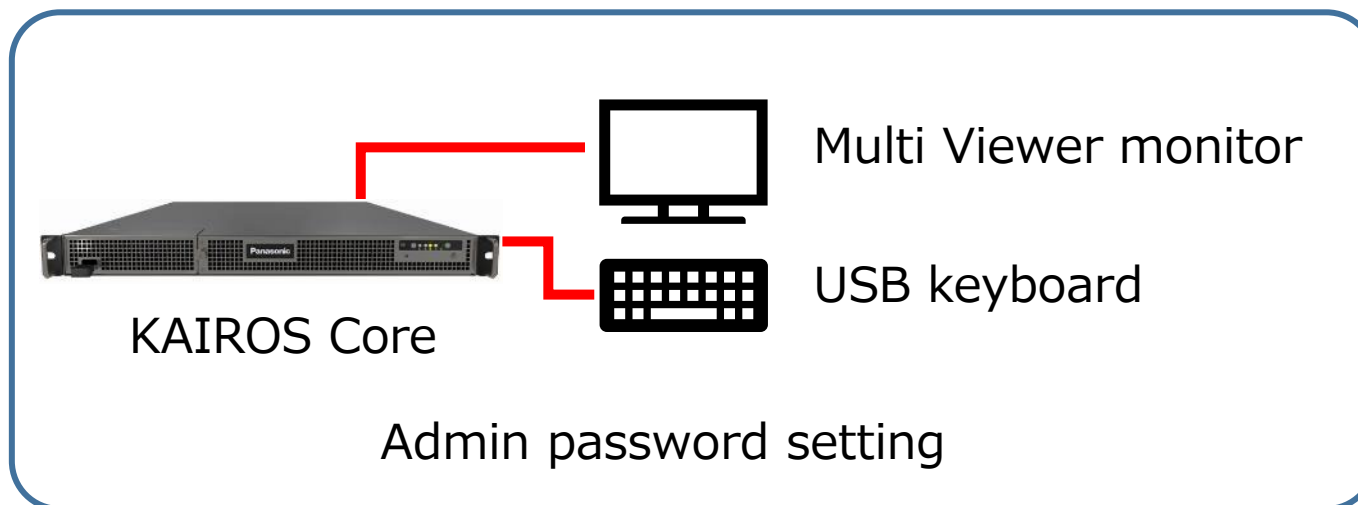 Multi Viewer monitor
Panasonic
USB keyboard
KAIROS Core
Admin password setting